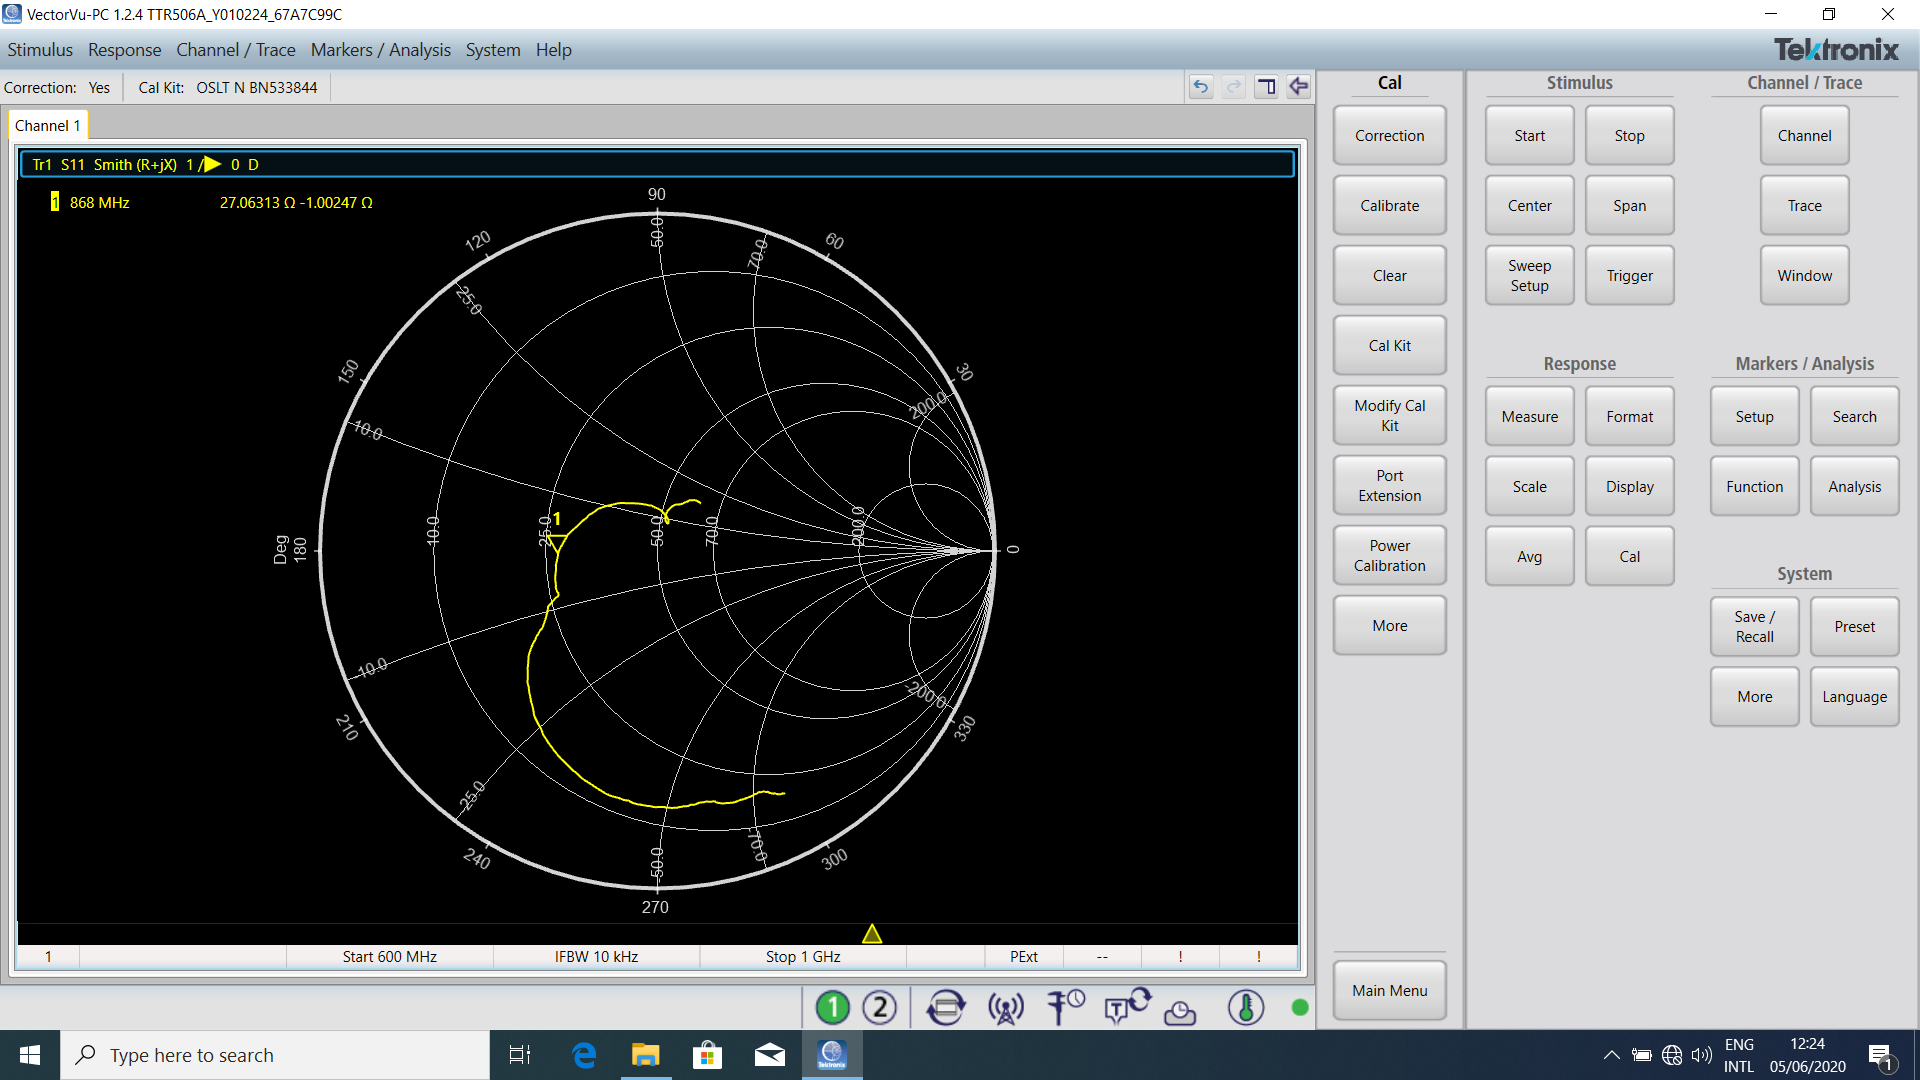 VectorVu-PC 1.2.4 TTR506A_Y010224_67A7C99C
Stimulus Response Channel / Trace Markers / Analysis System Help
Tektronix
Correction: Yes Cal Kit: OSLT N BN533844
Channel 1
Tr1 S11 Smith (R+jX) 1 / 0 D
1 868 MHz 27.06313 Ω -1.00247 Ω
90
120
60
50.0
70.0
25.0
150
30
200.0
10.0
1
10.0
25.0
50.0
70.0
200.0
Deg
180
0
-10.0
-200.0
210
330
-25.0
-70.0
-50.0
240
300
270
1 Start 600 MHz IFBW 10 kHz Stop 1 GHz PExt -- ! !
1 2
Cal
Correction
Calibrate
Clear
Cal Kit
Modify Cal
Kit
Port
Extension
Power
Calibration
More
Main Menu
Stimulus
Start Stop
Center Span
Sweep
Setup
Trigger
Response
Measure Format
Scale Display
Avg Cal
Channel / Trace
Channel
Trace
Window
Markers / Analysis
Setup Search
Function Analysis
System
Save /
Recall
Preset
More Language
Type here to search
Tektronix
ENG
INTL
12:24
05/06/2020
1